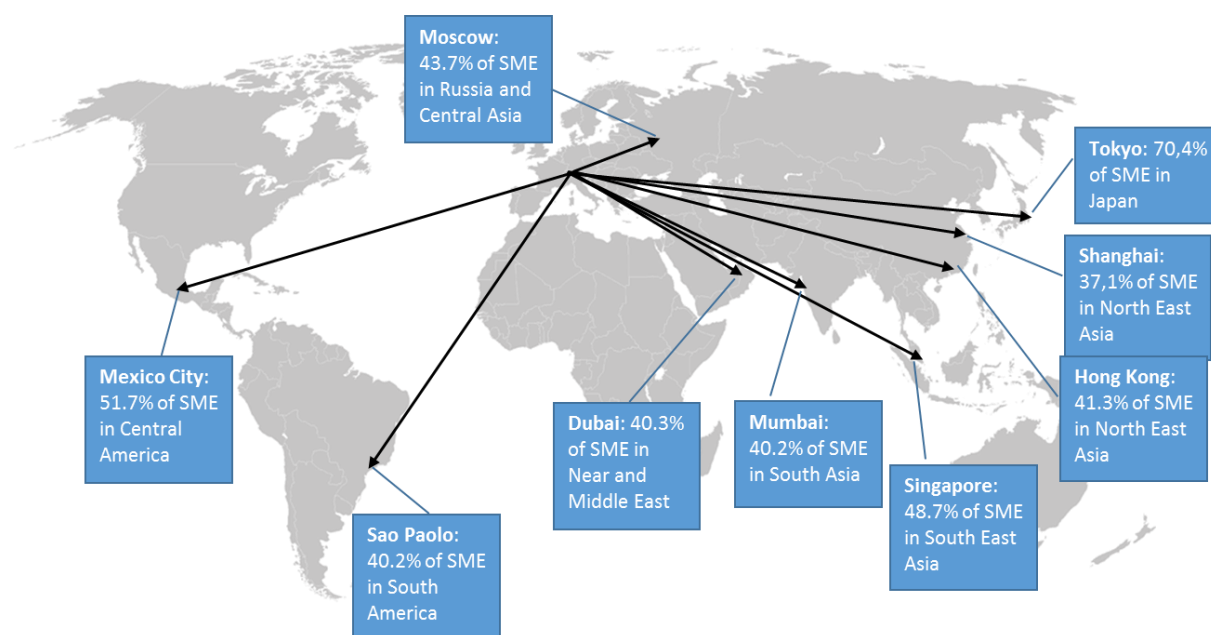 Moscow:
43.7% of SME
in Russia and
Central Asia
Tokyo: 70,4%
of SME in
Japan
Shanghai:
37,1% of SME
in North East
Asia
Hong Kong:
41.3% of SME
in North East
Asia
Mexico City:
51.7% of SME
in Central
America
Dubai: 40.3%
of SME in
Near and
Middle East
Mumbai:
40.2% of SME
in South Asia
Singapore:
48.7% of SME
in South East
Asia
Sao Paolo:
40.2% of SME
in South
America